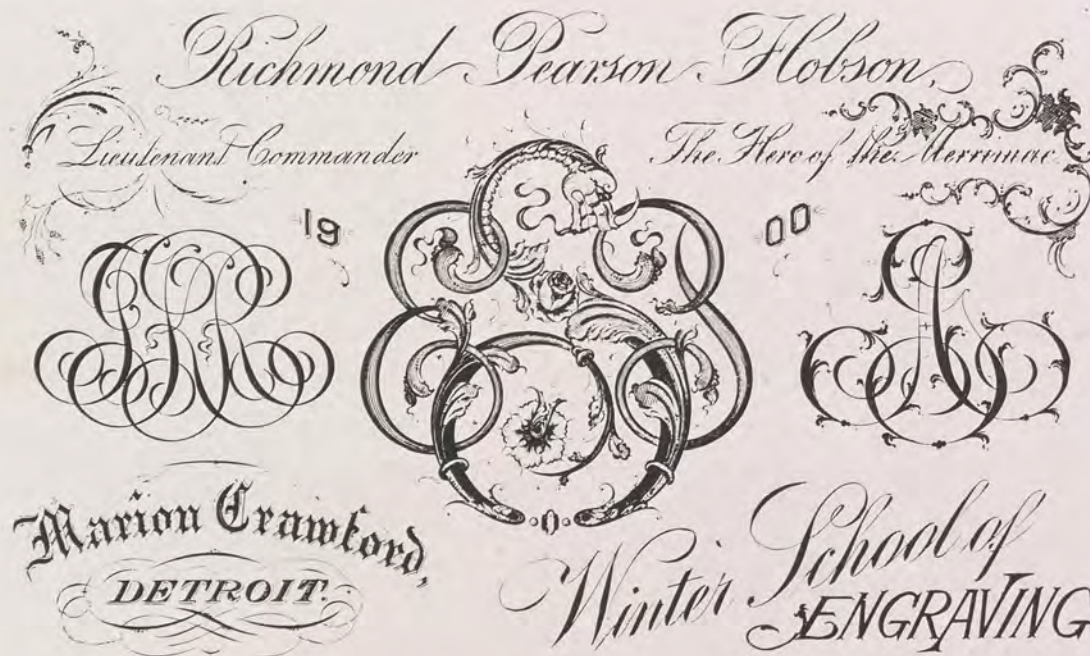 Richmond Pearson Hobson,
Lieutenant Commander
The Hero of the Merrimac
19 00
Marion Crawford,
DETROIT.
Winter School of
ENGRAVING